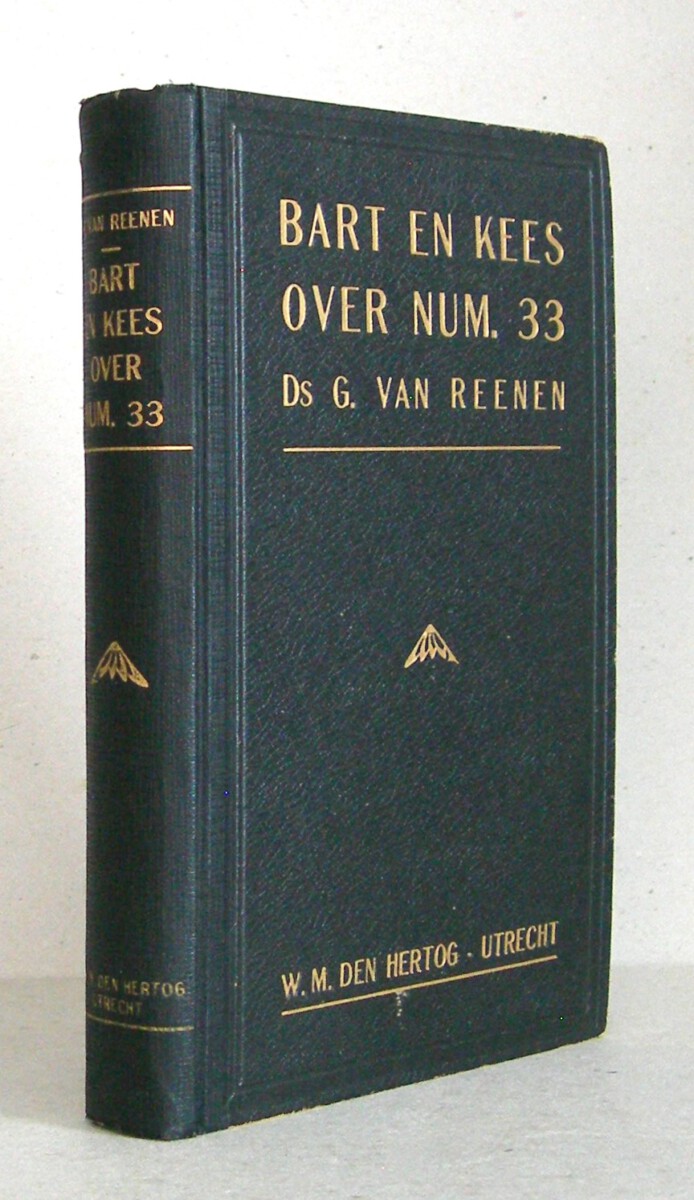 VAN REENEN
BART
EN KEES
OVER
NUM. 33
DEN HERTOG
UTRECHT
BART EN KEES
OVER NUM. 33
Ds G. VAN REENEN
W. M. DEN HERTOG - UTRECHT